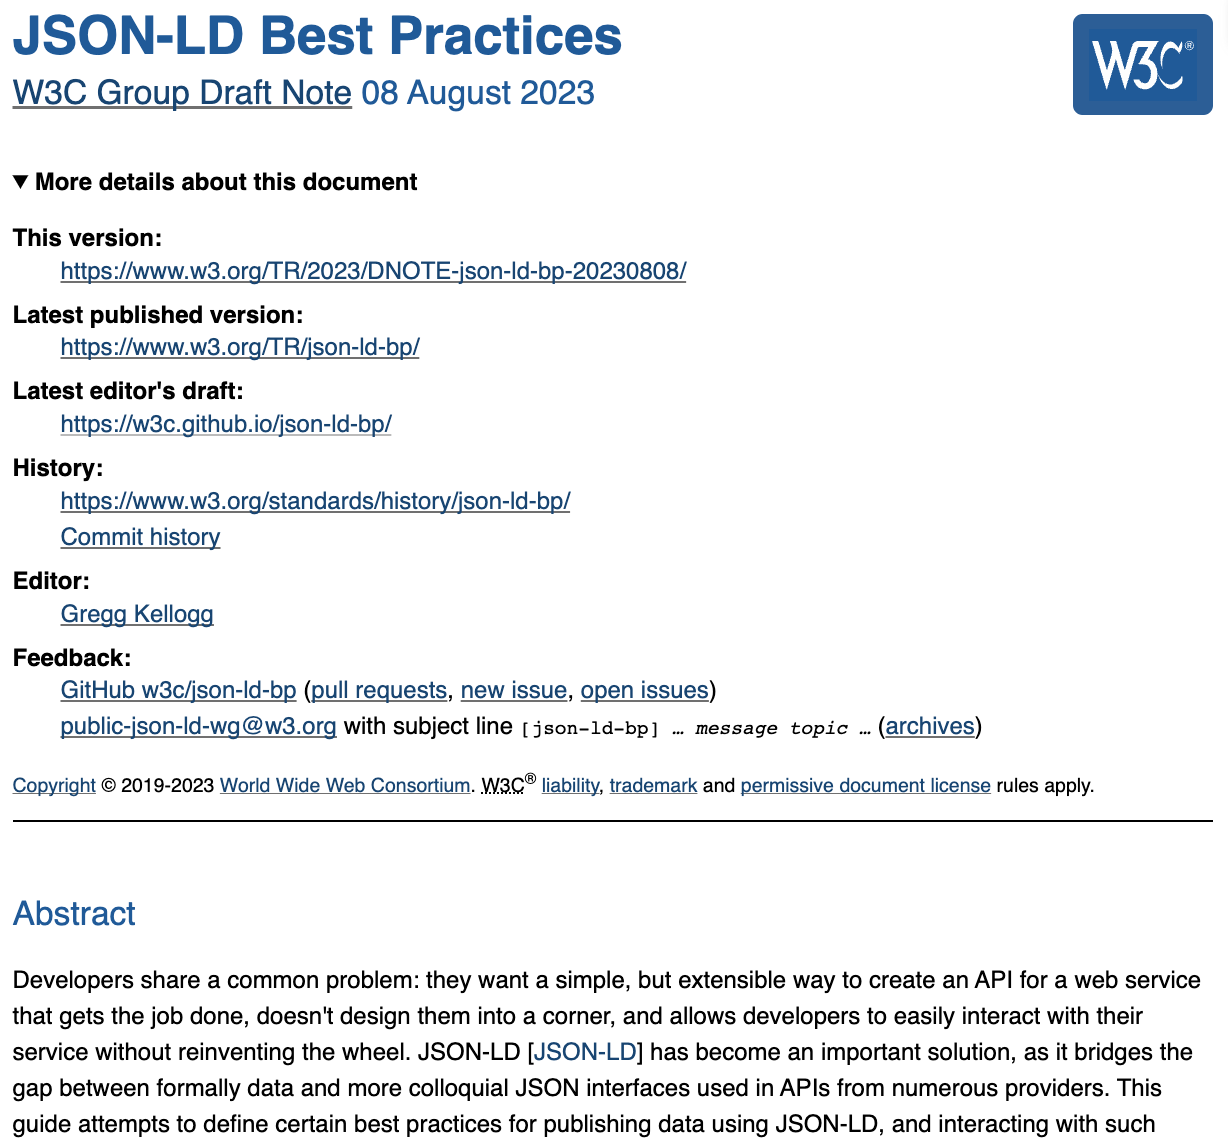 JSON-LD Best Practices
W3C®
W3C Group Draft Note 08 August 2023
▼ More details about this document
This version:
https://www.w3.org/TR/2023/DNOTE-json-ld-bp-20230808/
Latest published version:
https://www.w3.org/TR/json-ld-bp/
Latest editor's draft:
https://w3c.github.io/json-ld-bp/
History:
https://www.w3.org/standards/history/json-ld-bp/
Commit history
Editor:
Gregg Kellogg
Feedback:
GitHub w3c/json-ld-bp (pull requests, new issue, open issues)
public-json-ld-wg@w3.org with subject line [json-ld-bp] … message topic … (archives)
Copyright © 2019-2023 World Wide Web Consortium. W3C® liability, trademark and permissive document license rules apply.
Abstract
Developers share a common problem: they want a simple, but extensible way to create an API for a web service
that gets the job done, doesn't design them into a corner, and allows developers to easily interact with their
service without reinventing the wheel. JSON-LD [JSON-LD] has become an important solution, as it bridges the
gap between formally data and more colloquial JSON interfaces used in APIs from numerous providers. This
guide attempts to define certain best practices for publishing data using JSON-LD, and interacting with such